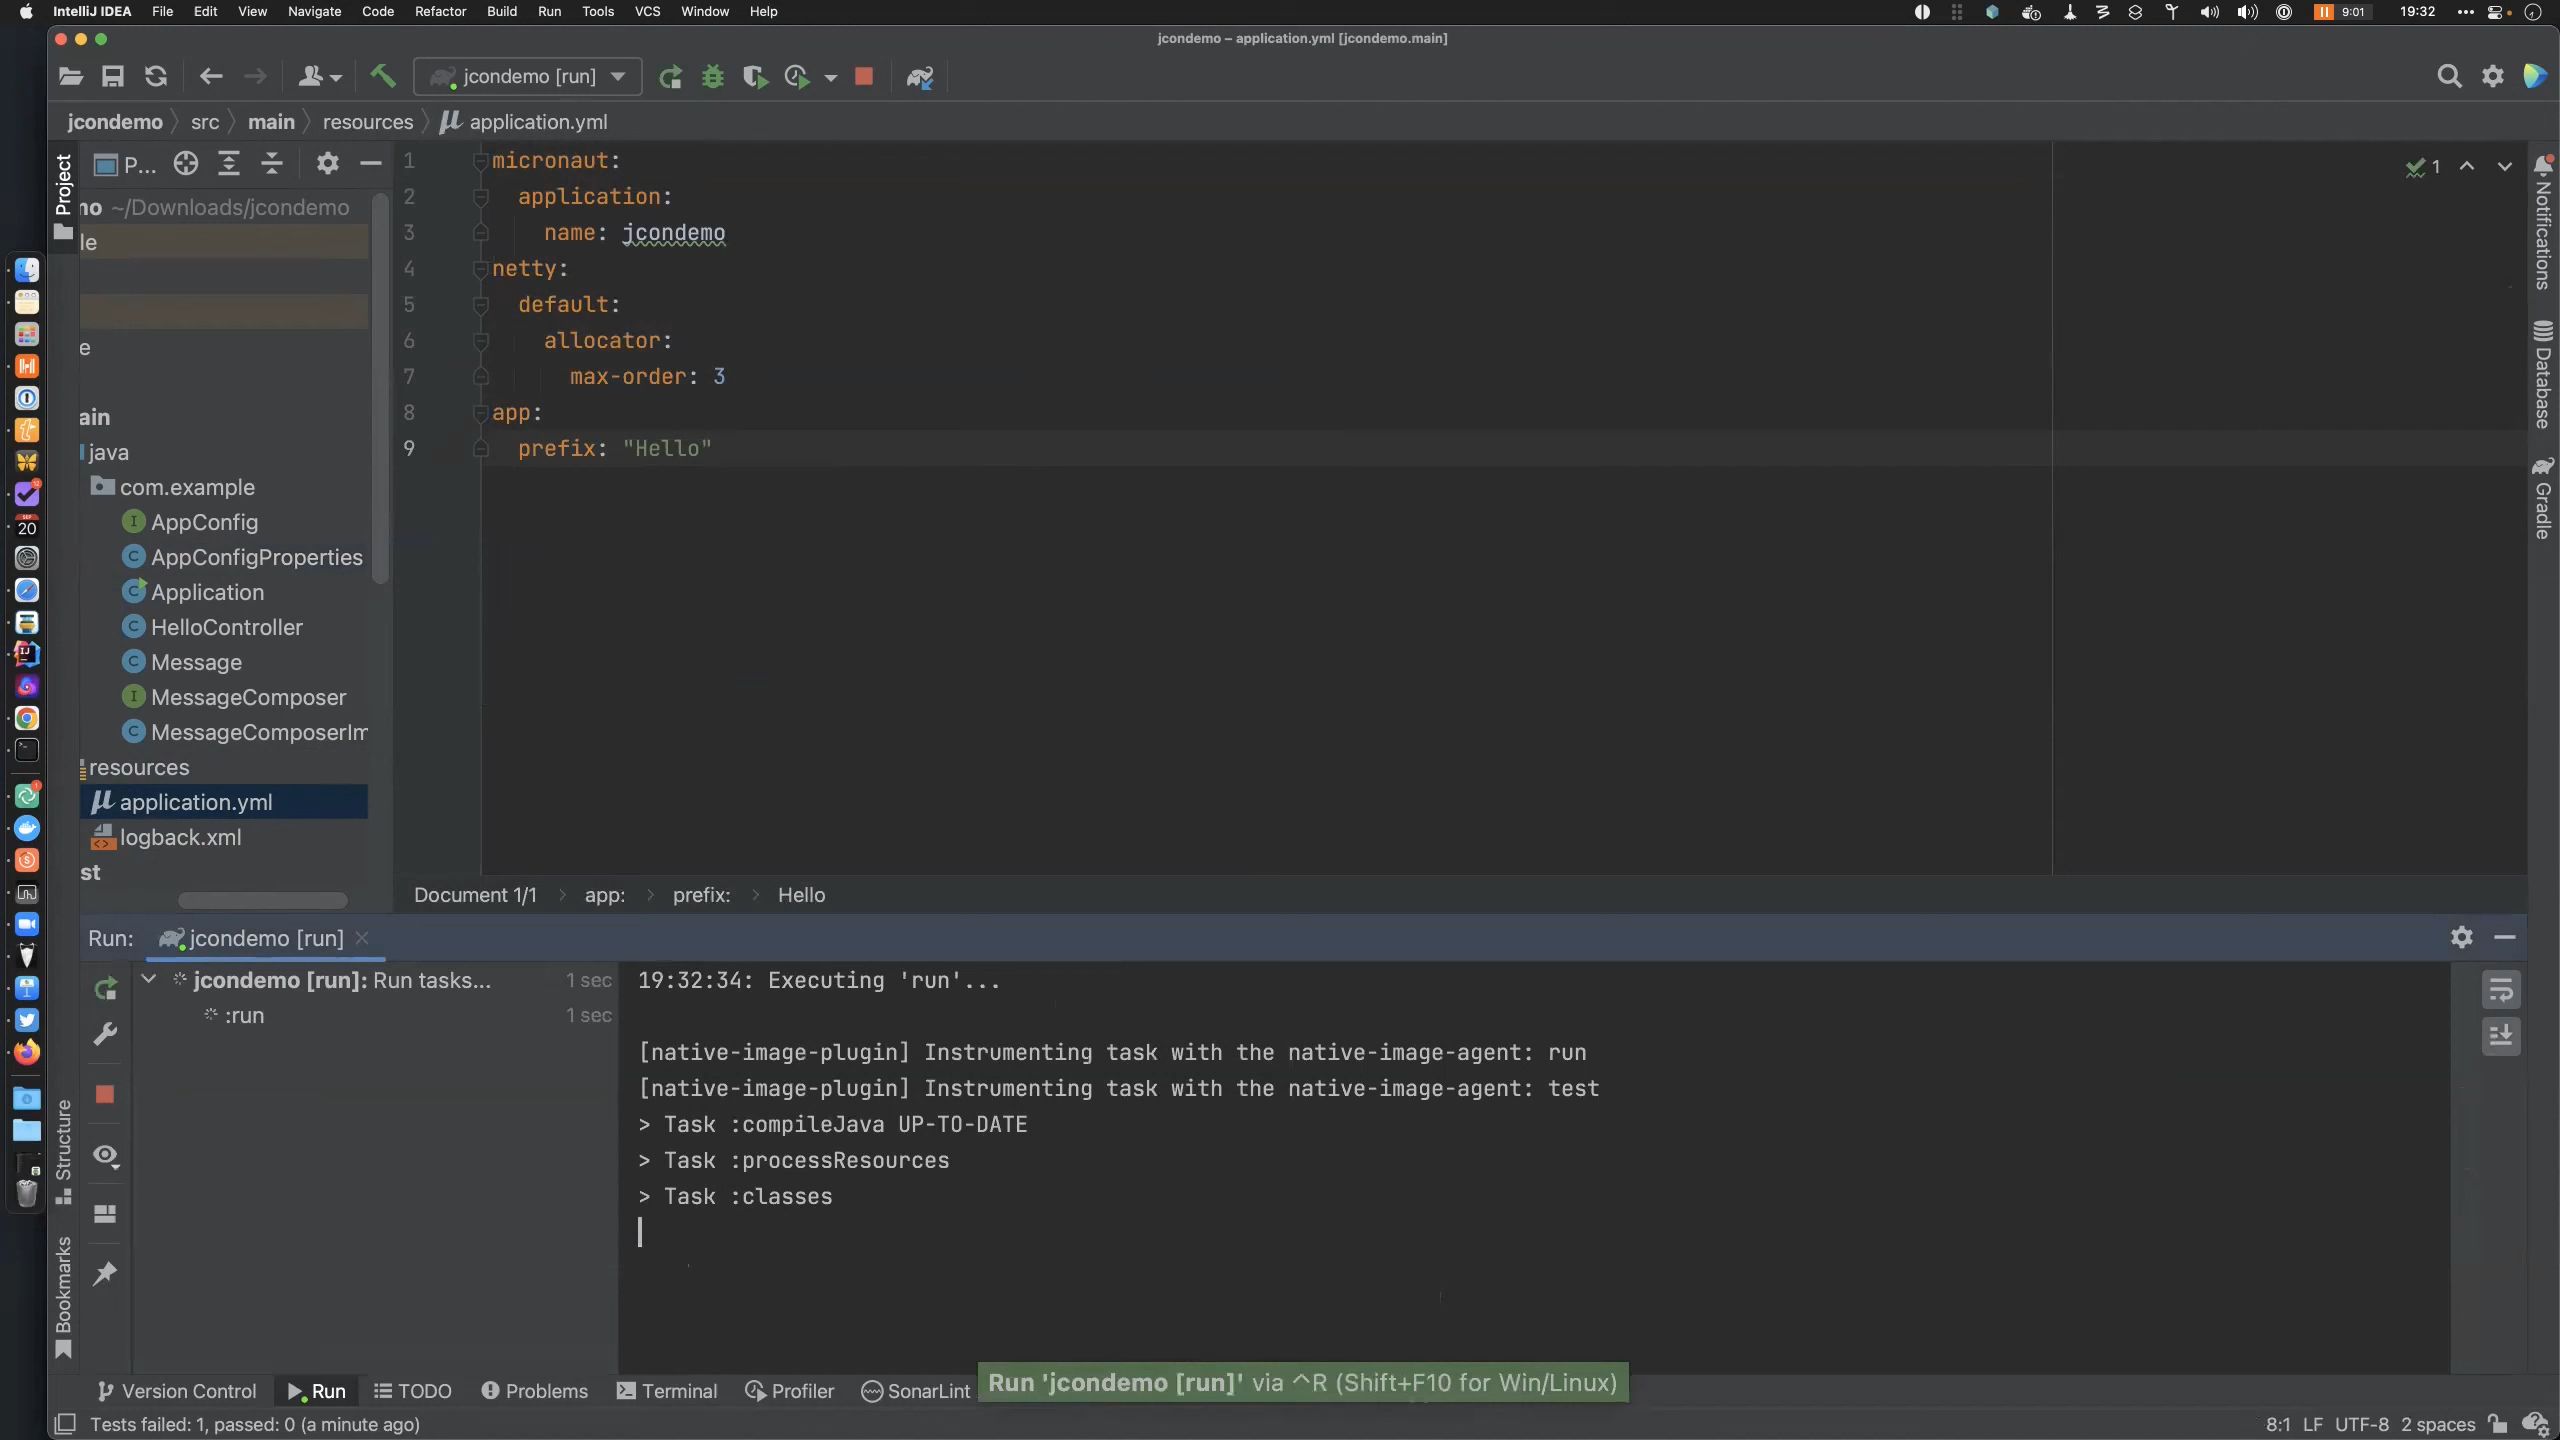 IntelliJ IDEA File Edit View Navigate Code Refactor Build Run Tools VCS Window Help 9:01 19:32
jcondemo – application.yml [jcondemo.main]
jcondemo [run]
jcondemo src main resources application.yml
Project
P...
mo ~/Downloads/jcondemo
le
e
ain
java
com.example
AppConfig
AppConfigProperties
Application
HelloController
Message
MessageComposer
MessageComposerIm
resources
application.yml
logback.xml
st
1 micronaut:
2 application:
3 name: jcondemo
4 netty:
5 default:
6 allocator:
7 max-order: 3
8 app:
9 prefix: "Hello"
1
Notifications
Database
Gradle
20
Document 1/1 app: prefix: Hello
Run: jcondemo [run]
jcondemo [run]: Run tasks... 1 sec
:run 1 sec
19:32:34: Executing 'run'...
[native-image-plugin] Instrumenting task with the native-image-agent: run
[native-image-plugin] Instrumenting task with the native-image-agent: test
> Task :compileJava UP-TO-DATE
> Task :processResources
> Task :classes
Structure
Bookmarks
Version Control Run TODO Problems Terminal Profiler SonarLint
Run 'jcondemo [run]' via ^R (Shift+F10 for Win/Linux)
Tests failed: 1, passed: 0 (a minute ago)
8:1 LF UTF-8 2 spaces